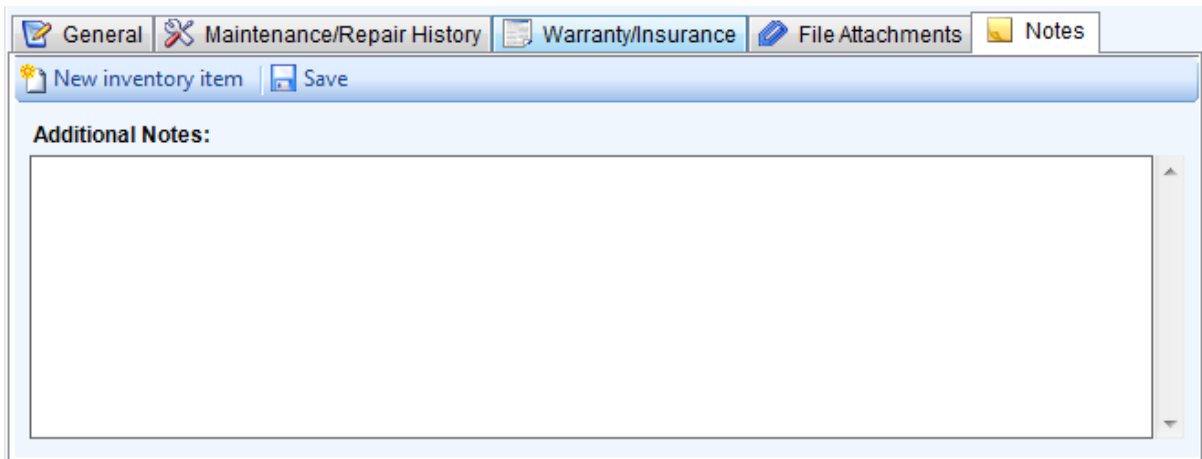 General Maintenance/Repair History Warranty/Insurance File Attachments Notes
New inventory item Save
Additional Notes: